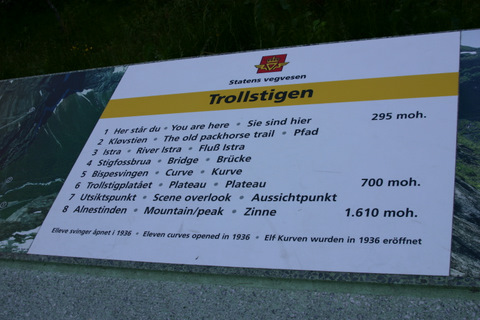 Statens vegvesen
Trollstigen
1 Her står du • You are here • Sie sind hier 295 moh.
2 Kløvstien • The old packhorse trail • Pfad
3 Istra • River Istra • Fluß Istra
4 Stigfossbrua • Bridge • Brücke
5 Bispesvingen • Curve • Kurve
6 Trollstigplatået • Plateau • Plateau 700 moh.
7 Utsiktspunkt • Scene overlook • Aussichtpunkt
8 Alnestinden • Mountain/peak • Zinne 1.610 moh.
Elleve svinger åpnet i 1936 • Eleven curves opened in 1936 • Elf Kurven wurden in 1936 eröffnet